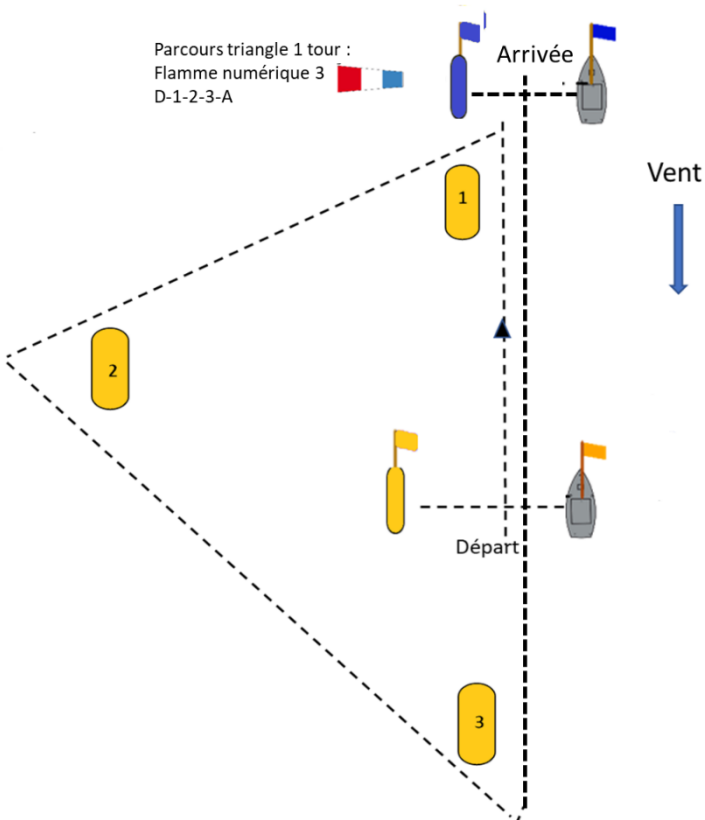 Parcours triangle 1 tour :
Flamme numérique 3
D-1-2-3-A
Arrivée
Vent
1
2
Départ
3